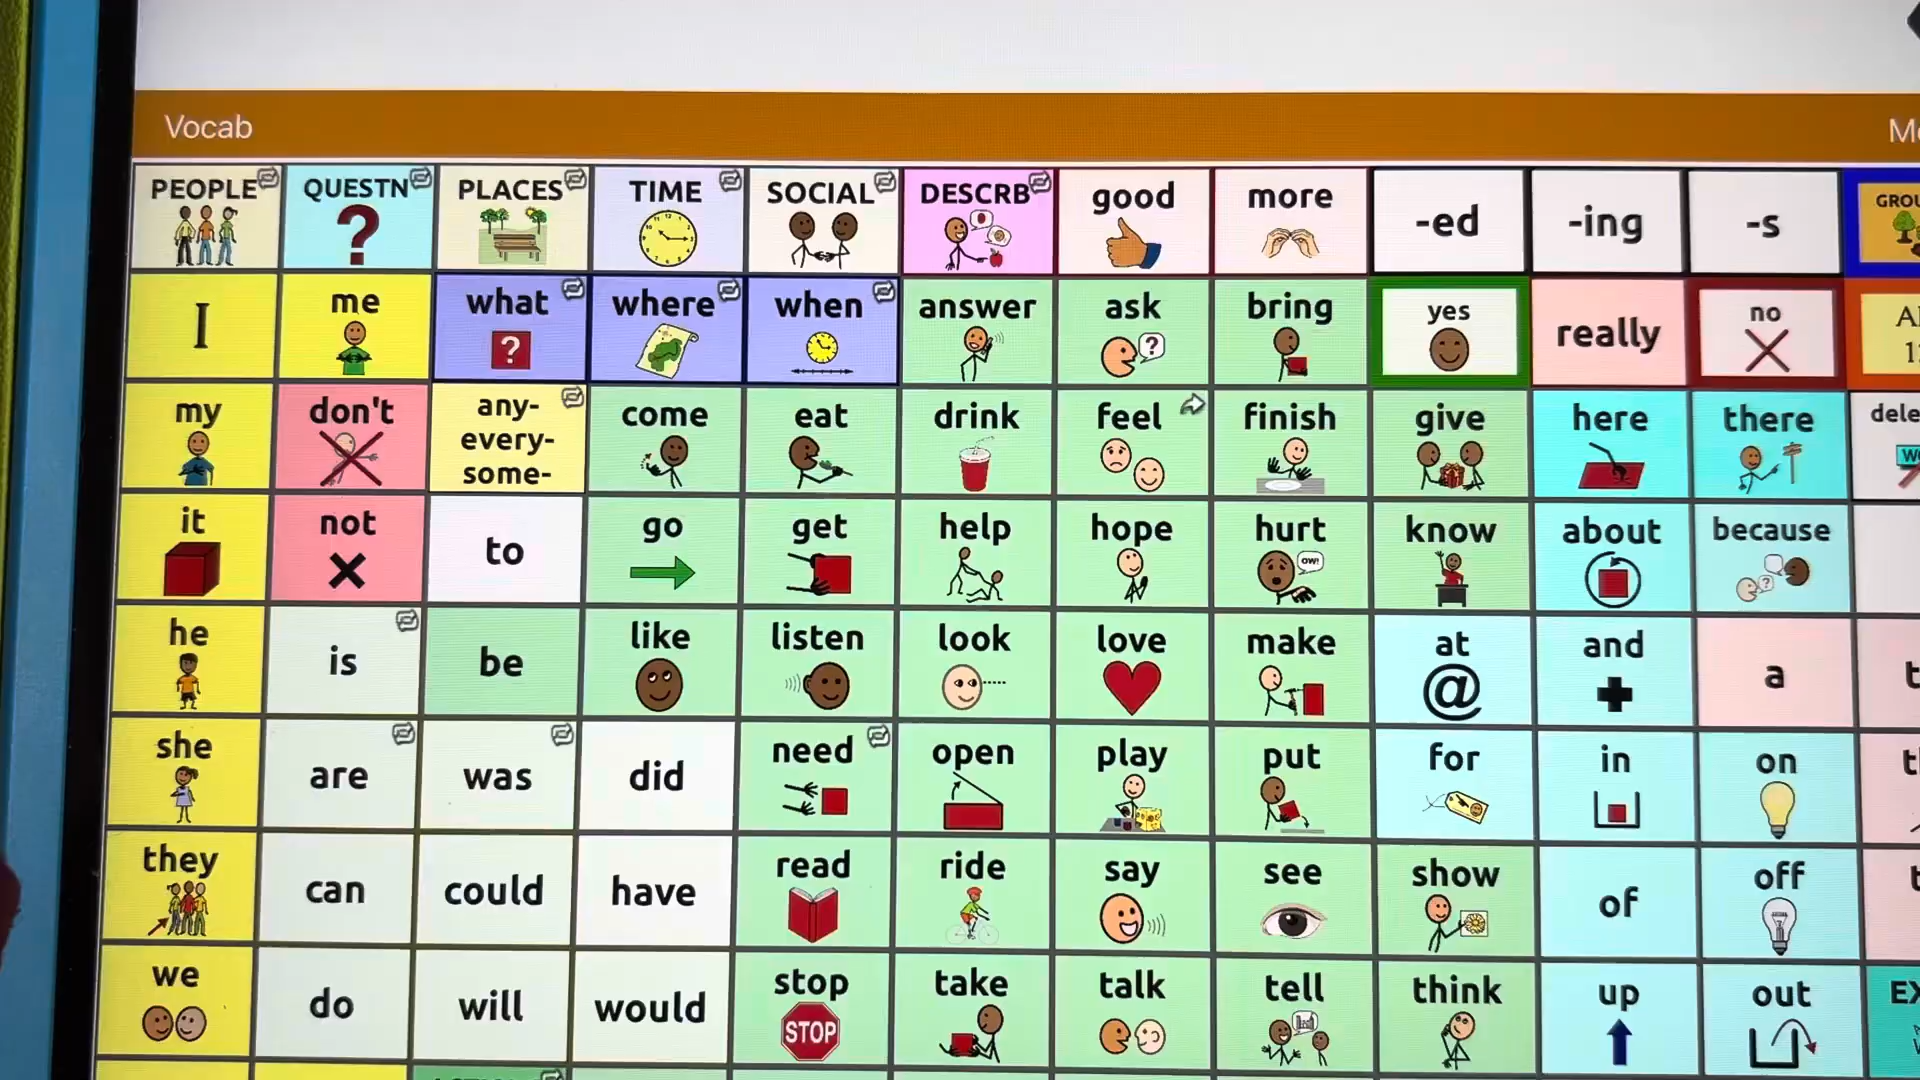 Vocab
PEOPLE QUESTN PLACES TIME SOCIAL DESCRB good more -ed -ing -s
I me what where when answer ask bring yes really no
?
?
my don't any- every- some- come eat drink feel finish give here there
it not to go get help hope hurt know about because
OW!
?
he is be like listen look love make at and a
@
she are was did need open play put for in on
they can could have read ride say see show of off
we do will would stop take talk tell think up out
STOP